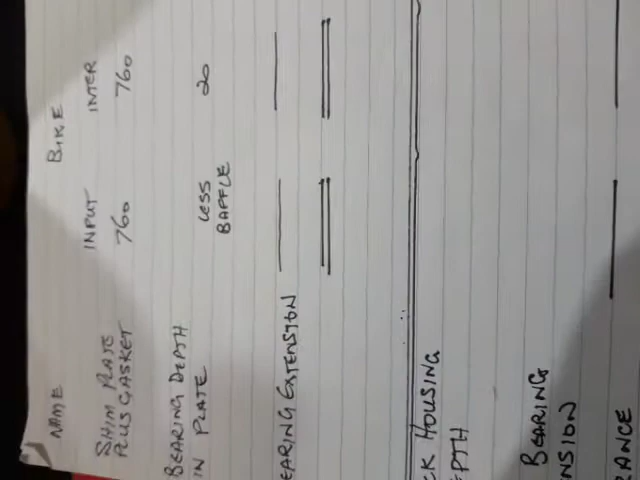 NAME BIKE
INPUT INTER
SHIM PLATE
PLUS GASKET 760 760
BEARING DEPTH
IN PLATE LESS 20
BAFFLE
EARING EXTENSION
CK HOUSING
EPTH
BEARING
NSION
RANCE